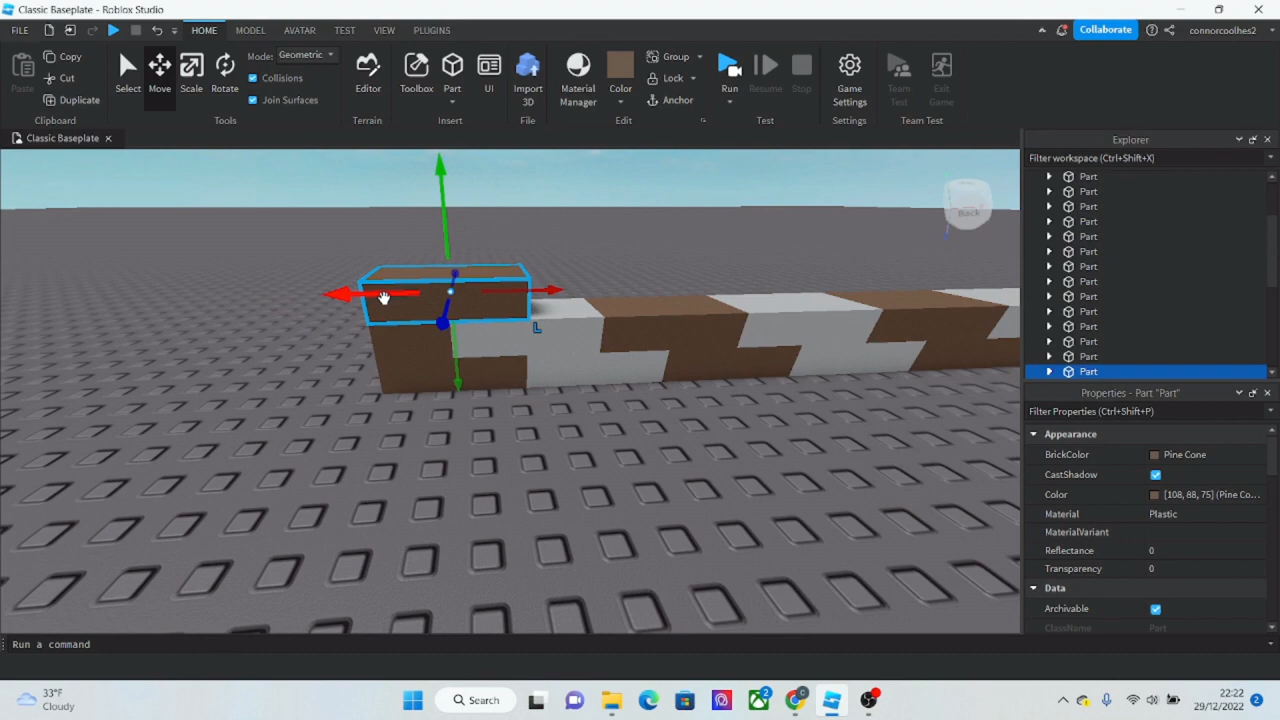 Classic Baseplate - Roblox Studio
FILE HOME MODEL AVATAR TEST VIEW PLUGINS Collaborate connorcoolhes2
Copy Mode: Geometric Group
Cut Collisions Lock
Paste Duplicate Select Move Scale Rotate Join Surfaces Editor Toolbox Part UI Import 3D Material Manager Color Anchor Run Resume Stop Game Settings Team Test Exit Game
Clipboard Tools Terrain Insert File Edit Test Settings Team Test
Classic Baseplate
Explorer
Filter workspace (Ctrl+Shift+X)
Part
Part
Part
Part
Part
Part
Part
Part
Part
Part
Part
Part
Part
Part
Back
L
Properties - Part "Part"
Filter Properties (Ctrl+Shift+P)
Appearance
BrickColor Pine Cone
CastShadow
Color [108, 88, 75] (Pine Co...
Material Plastic
MaterialVariant
Reflectance 0
Transparency 0
Data
Archivable
ClassName Part
Run a command
33°F
Cloudy
Search
2
C
22:22
29/12/2022
2